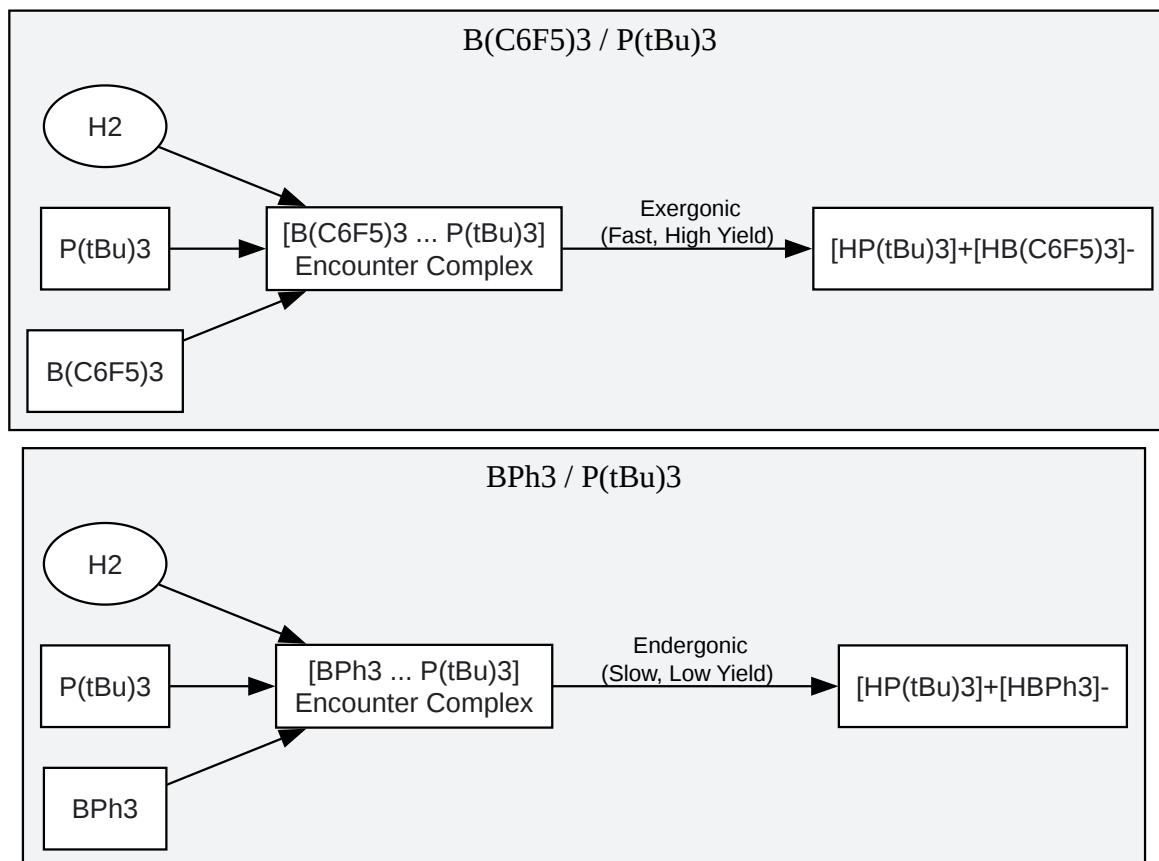 B(C6F5)3 / P(tBu)3
H2
P(tBu)3
B(C6F5)3
[B(C6F5)3 ... P(tBu)3]
Encounter Complex
Exergonic
(Fast, High Yield)
[HP(tBu)3]+[HB(C6F5)3]-
BPh3 / P(tBu)3
H2
P(tBu)3
BPh3
[BPh3 ... P(tBu)3]
Encounter Complex
Endergonic
(Slow, Low Yield)
[HP(tBu)3]+[HBPh3]-